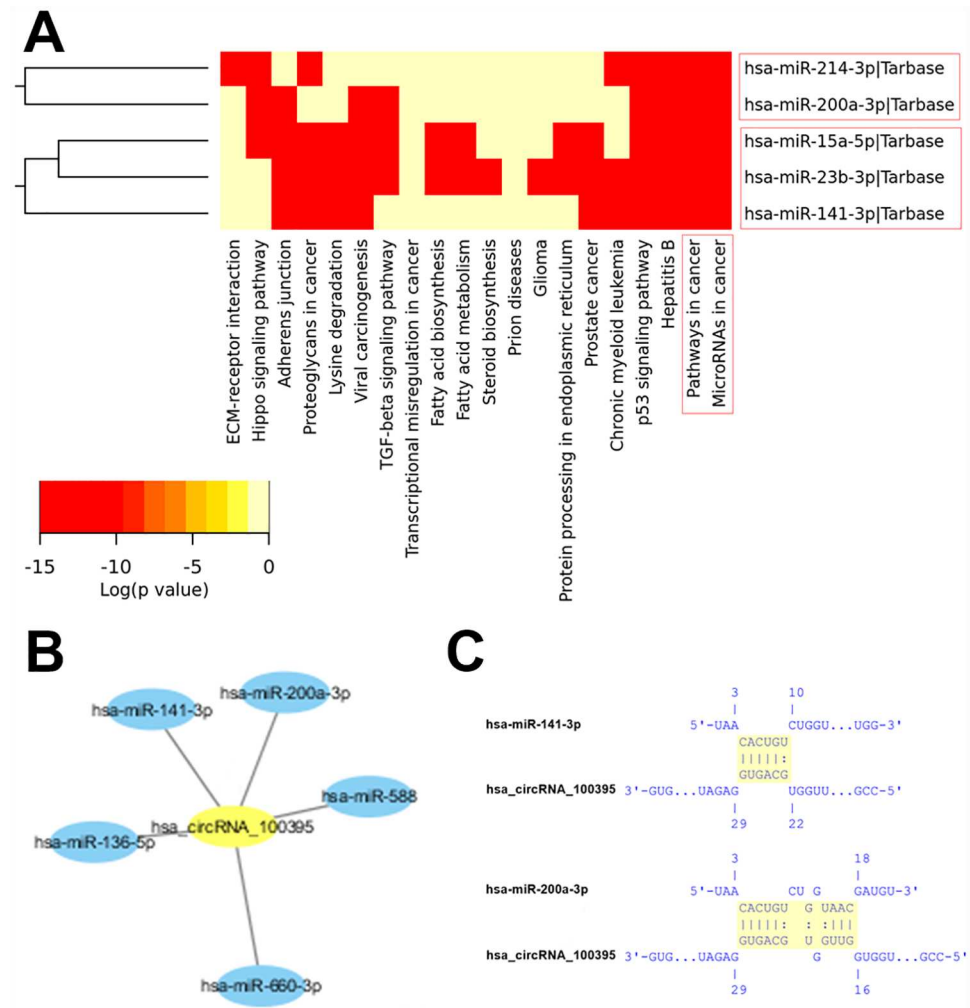 A
hsa-miR-214-3p|Tarbase
hsa-miR-200a-3p|Tarbase
hsa-miR-15a-5p|Tarbase
hsa-miR-23b-3p|Tarbase
hsa-miR-141-3p|Tarbase
ECM-receptor interaction
Hippo signaling pathway
Adherens junction
Proteoglycans in cancer
Lysine degradation
Viral carcinogenesis
TGF-beta signaling pathway
Transcriptional misregulation in cancer
Fatty acid biosynthesis
Fatty acid metabolism
Steroid biosynthesis
Prion diseases
Glioma
Protein processing in endoplasmic reticulum
Prostate cancer
Chronic myeloid leukemia
p53 signaling pathway
Hepatitis B
Pathways in cancer
MicroRNAs in cancer
-15 -10 -5 0
Log(p value)
B
hsa-miR-200a-3p
hsa-miR-141-3p
hsa-miR-588
hsa_circRNA_100395
hsa-miR-136-5p
hsa-miR-660-3p
C
3 10
| |
hsa-miR-141-3p 5'-UAA CUGGU...UGG-3'
CACUGU
|||||:
GUGACG
hsa_circRNA_100395 3'-GUG...UAGAG UGGUU...GCC-5'
| |
29 22
3 18
| |
hsa-miR-200a-3p 5'-UAA CU G GAUGU-3'
CACUGU G UAAC
|||||: : :|||
GUGACG U GUUG
hsa_circRNA_100395 3'-GUG...UAGAG G GUGGU...GCC-5'
| |
29 16